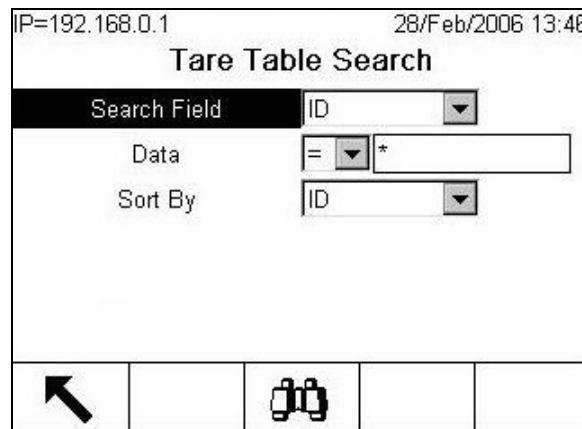 IP=192.168.0.1 28/Feb/2006 13:46
Tare Table Search
Search Field ID
Data = *
Sort By ID